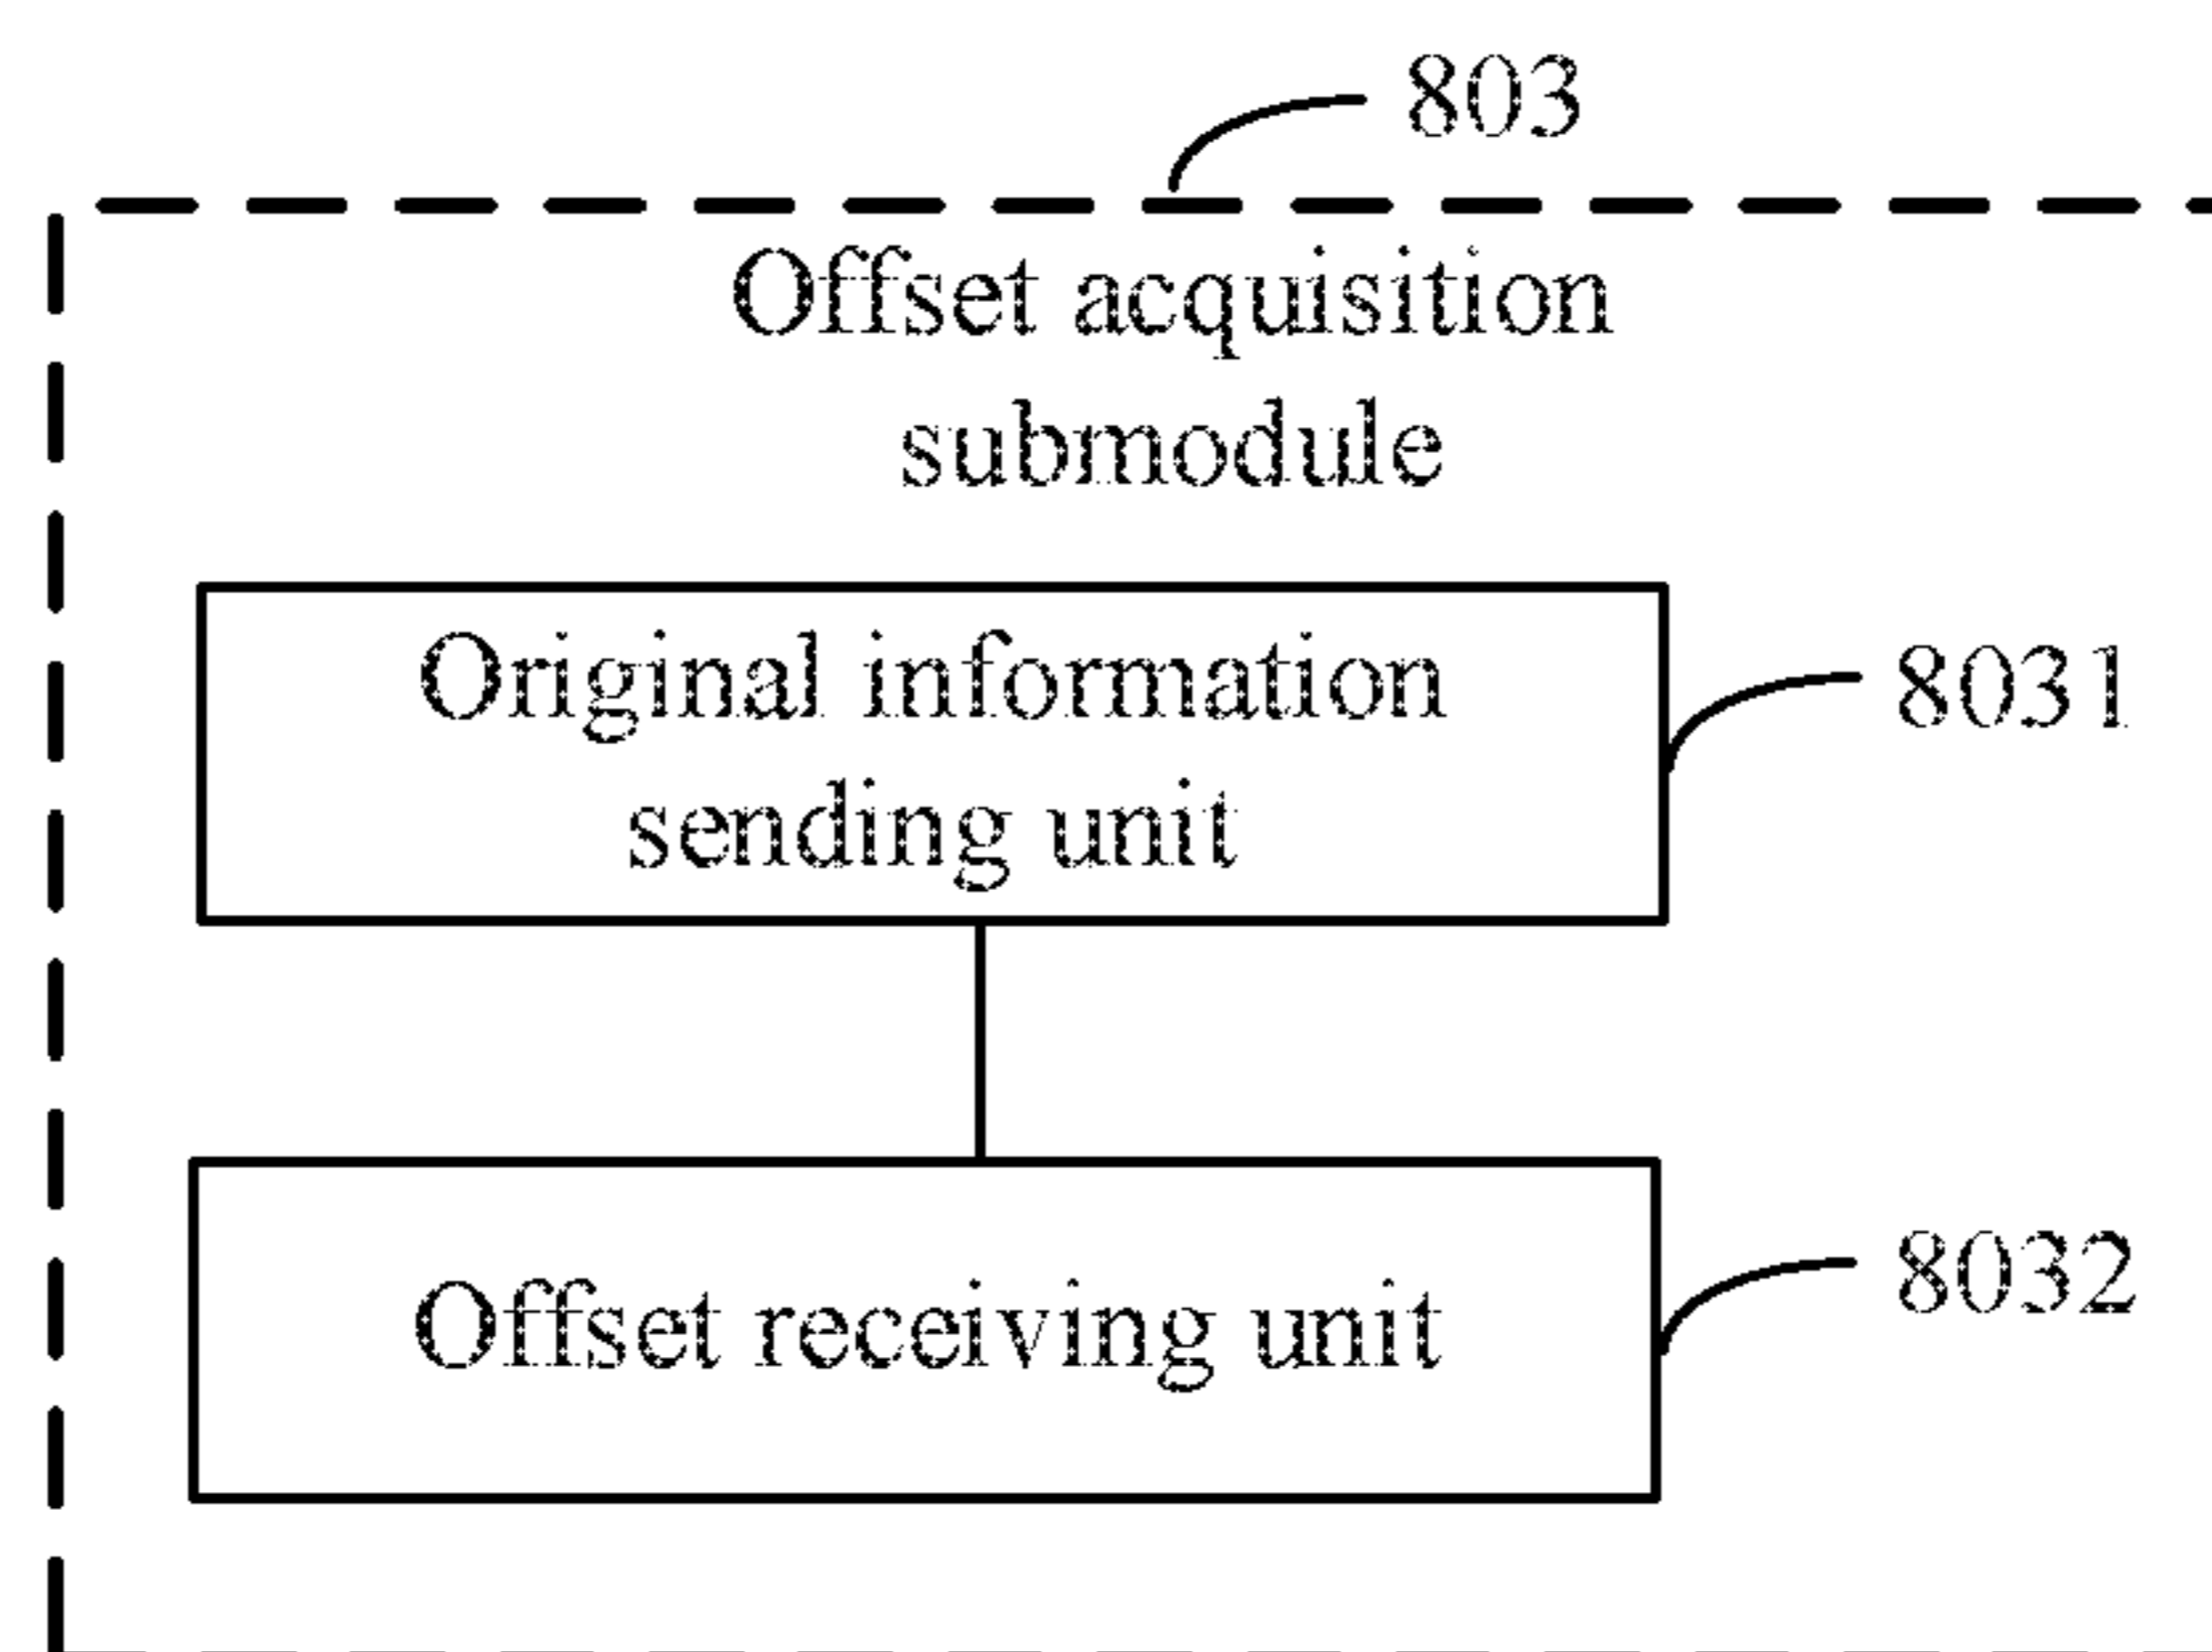 803
Offset acquisition
submodule
Original information
sending unit
8031
Offset receiving unit
8032